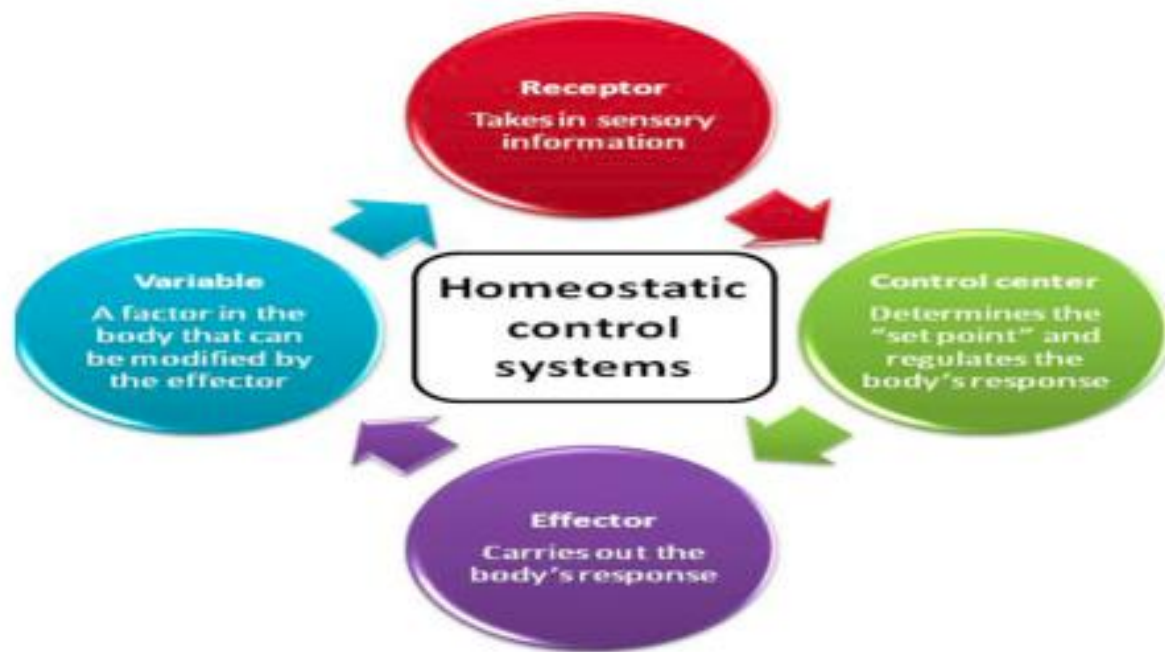 Receptor
Takes in sensory
information
Variable
A factor in the
body that can
be modified by
the effector
Homeostatic
control
systems
Control center
Determines the
“set point” and
regulates the
body’s response
Effector
Carries out the
body’s response